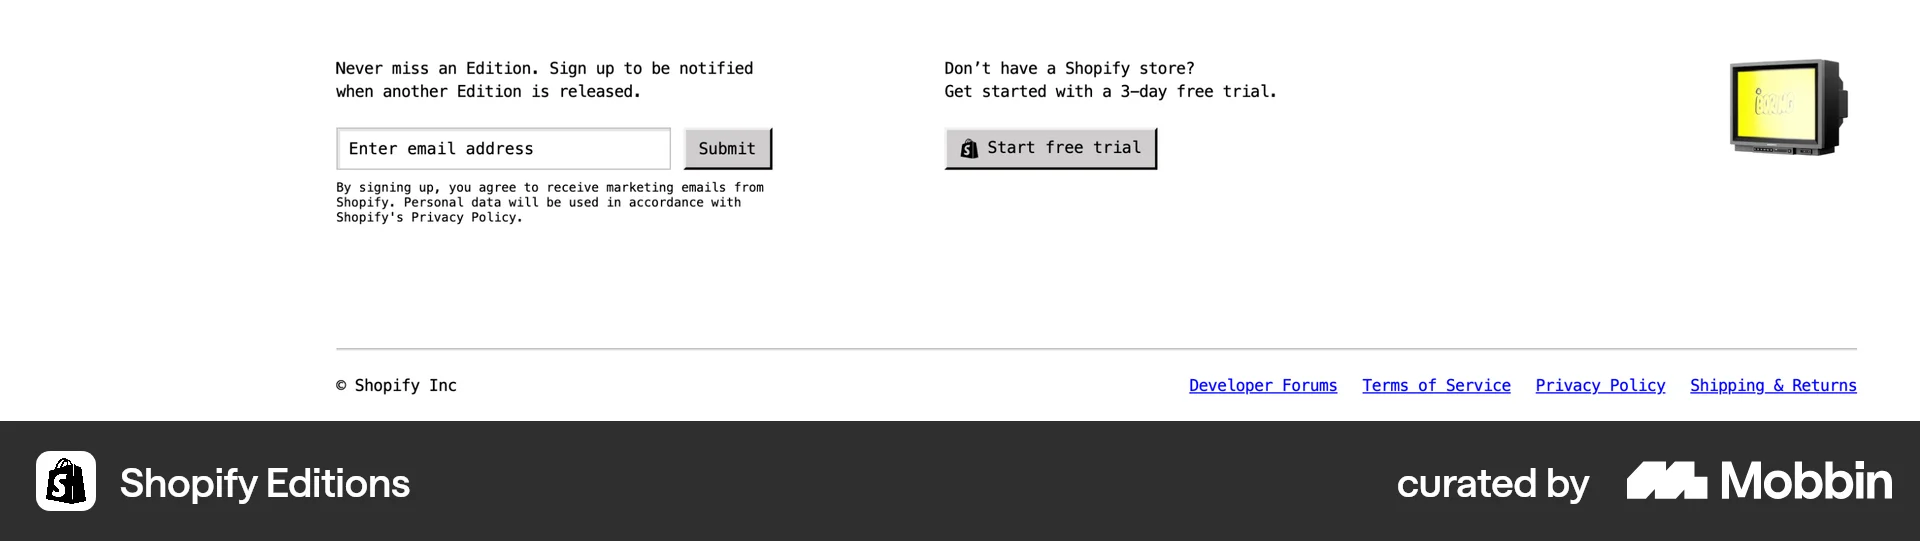 Never miss an Edition. Sign up to be notified
when another Edition is released.
Enter email address
Submit
By signing up, you agree to receive marketing emails from
Shopify. Personal data will be used in accordance with
Shopify's Privacy Policy.
Don’t have a Shopify store?
Get started with a 3–day free trial.
Start free trial
BORING
© Shopify Inc
Developer Forums
Terms of Service
Privacy Policy
Shipping & Returns
Shopify Editions
curated by
Mobbin